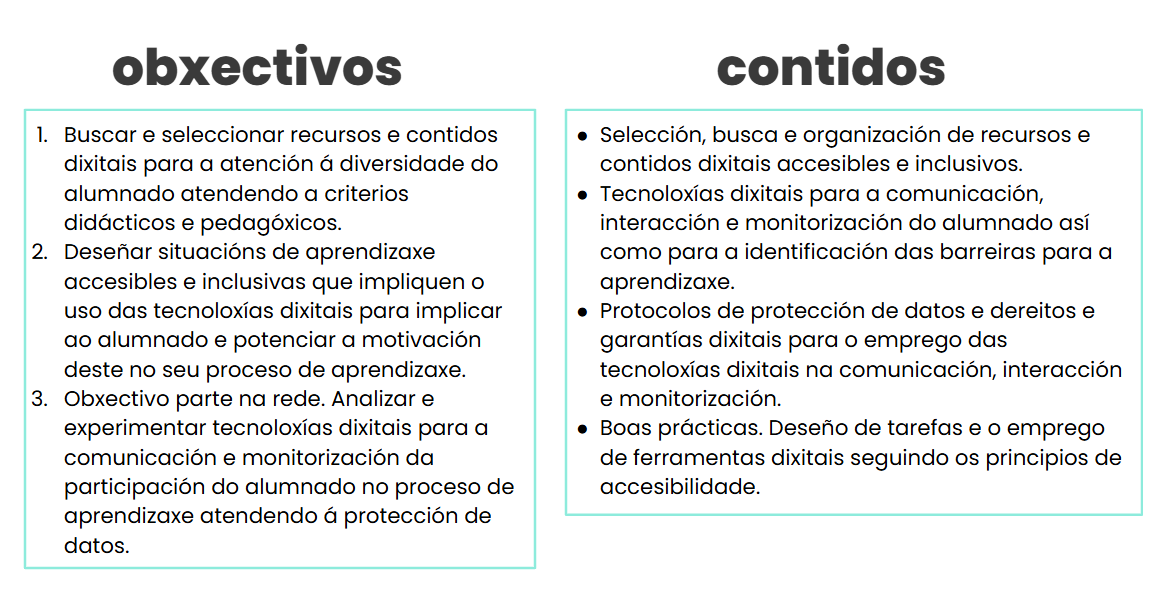 obxectivos
1. Buscar e seleccionar recursos e contidos
dixitais para a atención á diversidade do
alumnado atendendo a criterios
didácticos e pedagóxicos.
2. Deseñar situacións de aprendizaxe
accesibles e inclusivas que impliquen o
uso das tecnoloxías dixitais para implicar
ao alumnado e potenciar a motivación
deste no seu proceso de aprendizaxe.
3. Obxectivo parte na rede. Analizar e
experimentar tecnoloxías dixitais para a
comunicación e monitorización da
participación do alumnado no proceso de
aprendizaxe atendendo á protección de
datos.
contidos
● Selección, busca e organización de recursos e
contidos dixitais accesibles e inclusivos.
● Tecnoloxías dixitais para a comunicación,
interacción e monitorización do alumnado así
como para a identificación das barreiras para a
aprendizaxe.
● Protocolos de protección de datos e dereitos e
garantías dixitais para o emprego das
tecnoloxías dixitais na comunicación, interacción
e monitorización.
● Boas prácticas. Deseño de tarefas e o emprego
de ferramentas dixitais seguindo os principios de
accesibilidade.